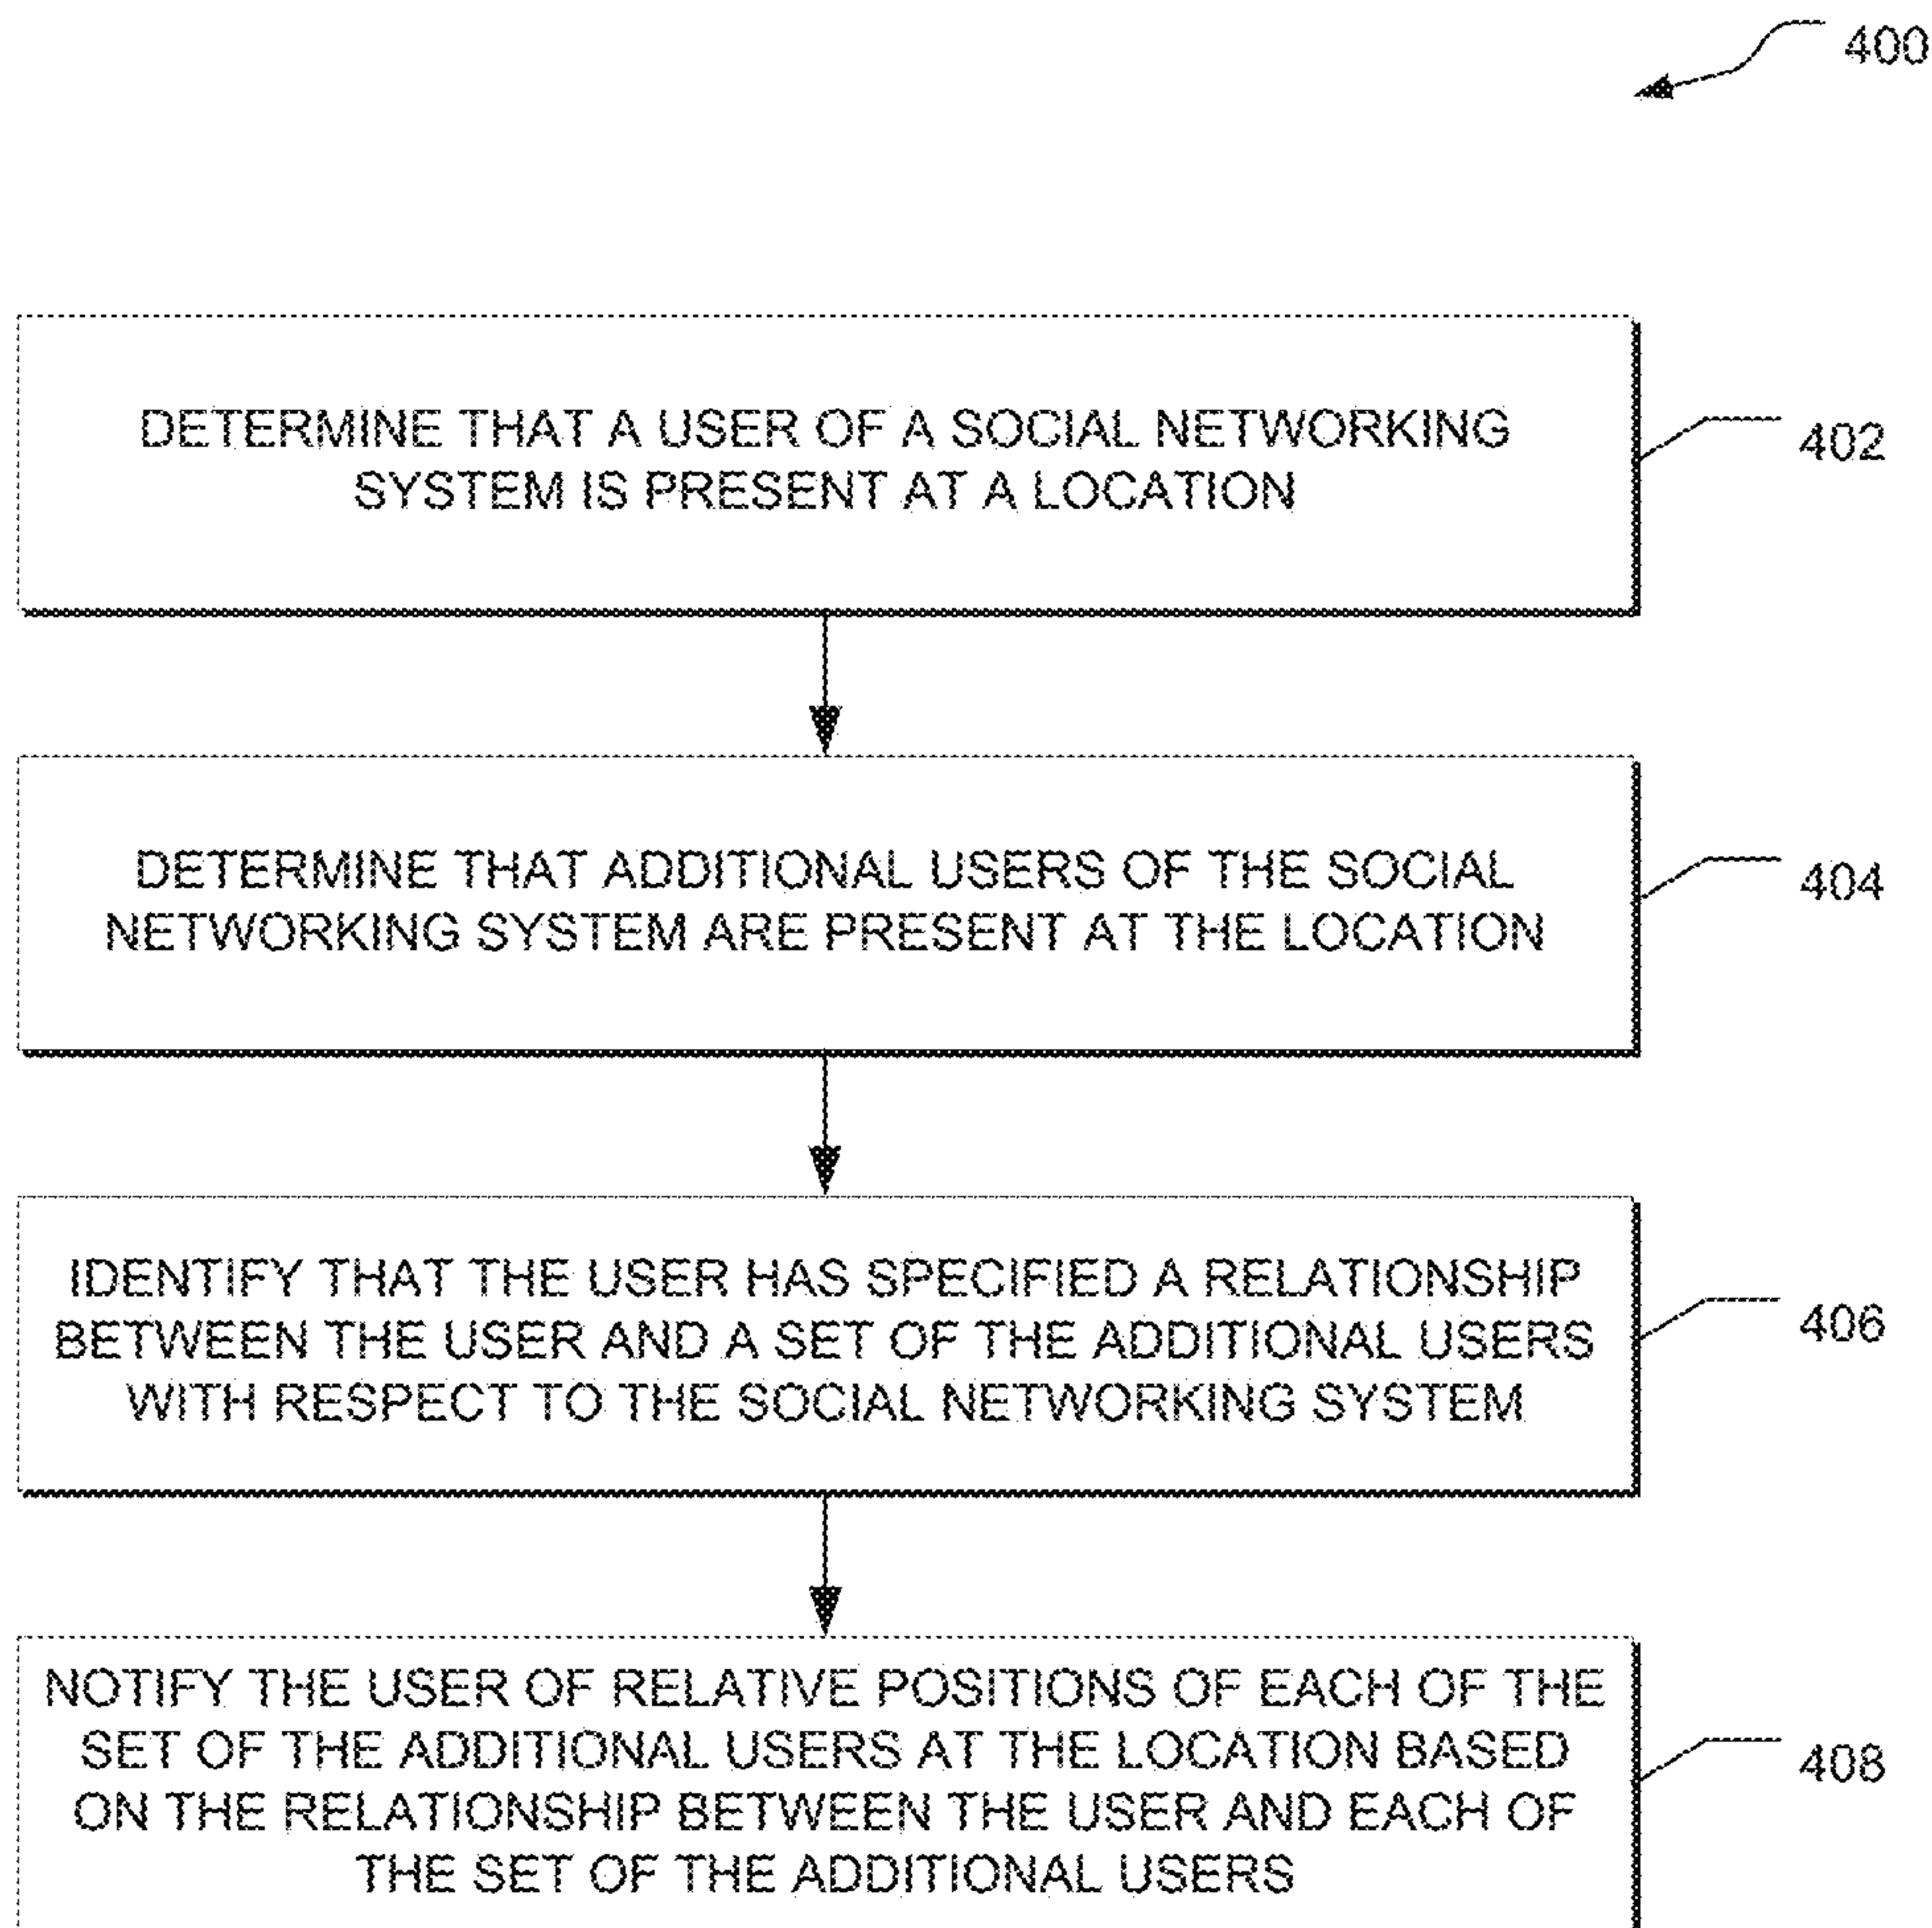 400
DETERMINE THAT A USER OF A SOCIAL NETWORKING
SYSTEM IS PRESENT AT A LOCATION
402
DETERMINE THAT ADDITIONAL USERS OF THE SOCIAL
NETWORKING SYSTEM ARE PRESENT AT THE LOCATION
404
IDENTIFY THAT THE USER HAS SPECIFIED A RELATIONSHIP
BETWEEN THE USER AND A SET OF THE ADDITIONAL USERS
WITH RESPECT TO THE SOCIAL NETWORKING SYSTEM
406
NOTIFY THE USER OF RELATIVE POSITIONS OF EACH OF THE
SET OF THE ADDITIONAL USERS AT THE LOCATION BASED
ON THE RELATIONSHIP BETWEEN THE USER AND EACH OF
THE SET OF THE ADDITIONAL USERS
408